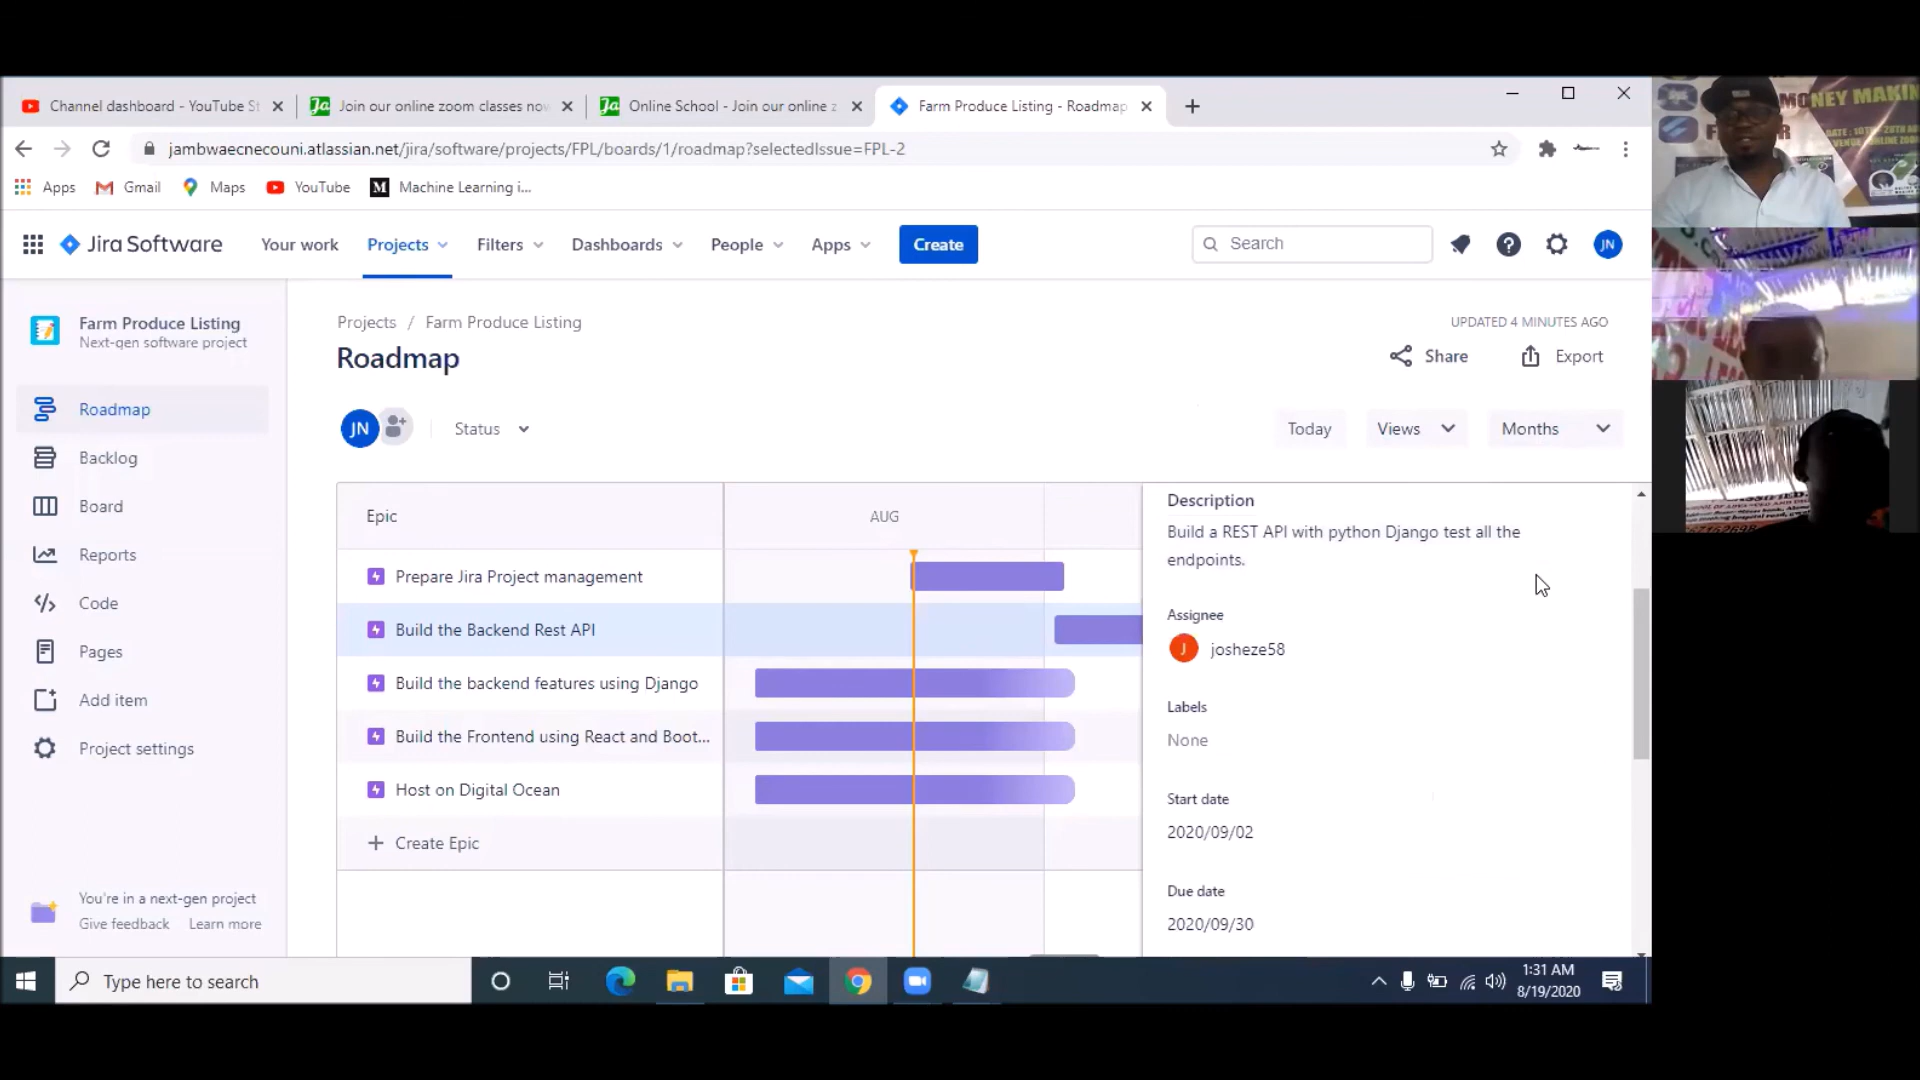 Channel dashboard - YouTube St
Join our online zoom classes now
Online School - Join our online z
Farm Produce Listing - Roadmap
jambwaecnecouni.atlassian.net/jira/software/projects/FPL/boards/1/roadmap?selectedIssue=FPL-2
Apps
Gmail
Maps
YouTube
M
Machine Learning i...
Jira Software
Your work
Projects
Filters
Dashboards
People
Apps
Create
Search
JN
Farm Produce Listing
Next-gen software project
Roadmap
Backlog
Board
Reports
Code
Pages
Add item
Project settings
You're in a next-gen project
Give feedback
Learn more
Projects / Farm Produce Listing
UPDATED 4 MINUTES AGO
Roadmap
Share
Export
JN
Status
Today
Views
Months
Epic
AUG
Prepare Jira Project management
Build the Backend Rest API
Build the backend features using Django
Build the Frontend using React and Boot...
Host on Digital Ocean
+ Create Epic
Description
Build a REST API with python Django test all the
endpoints.
Assignee
J
josheze58
Labels
None
Start date
2020/09/02
Due date
2020/09/30
Type here to search
1:31 AM
8/19/2020
MONEY MAKIN